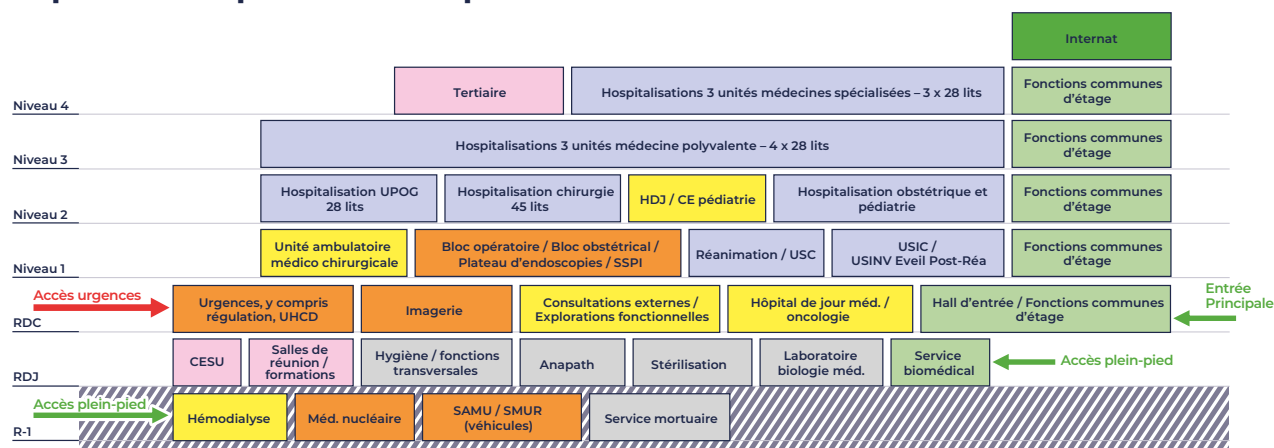 Internat
Tertiaire
Hospitalisations 3 unités médecines spécialisées – 3 x 28 lits
Fonctions communes
d'étage
Niveau 4
Hospitalisations 3 unités médecine polyvalente – 4 x 28 lits
Fonctions communes
d'étage
Niveau 3
Hospitalisation UPOG
28 lits
Hospitalisation chirurgie
45 lits
HDJ / CE pédiatrie
Hospitalisation obstétrique et
pédiatrie
Fonctions communes
d'étage
Niveau 2
Unité ambulatoire
médico chirurgicale
Bloc opératoire / Bloc obstétrical /
Plateau d'endoscopies / SSPI
Réanimation / USC
USIC /
USINV Eveil Post-Réa
Fonctions communes
d'étage
Niveau 1
Accès urgences
Urgences, y compris
régulation, UHCD
Imagerie
Consultations externes /
Explorations fonctionnelles
Hôpital de jour méd. /
oncologie
Hall d'entrée / Fonctions communes
d'étage
Entrée
Principale
RDC
CESU
Salles de
réunion /
formations
Hygiène / fonctions
transversales
Anapath
Stérilisation
Laboratoire
biologie méd.
Service
biomédical
Accès plein-pied
RDJ
Accès plein-pied
Hémodialyse
Méd. nucléaire
SAMU / SMUR
(véhicules)
Service mortuaire
R-1